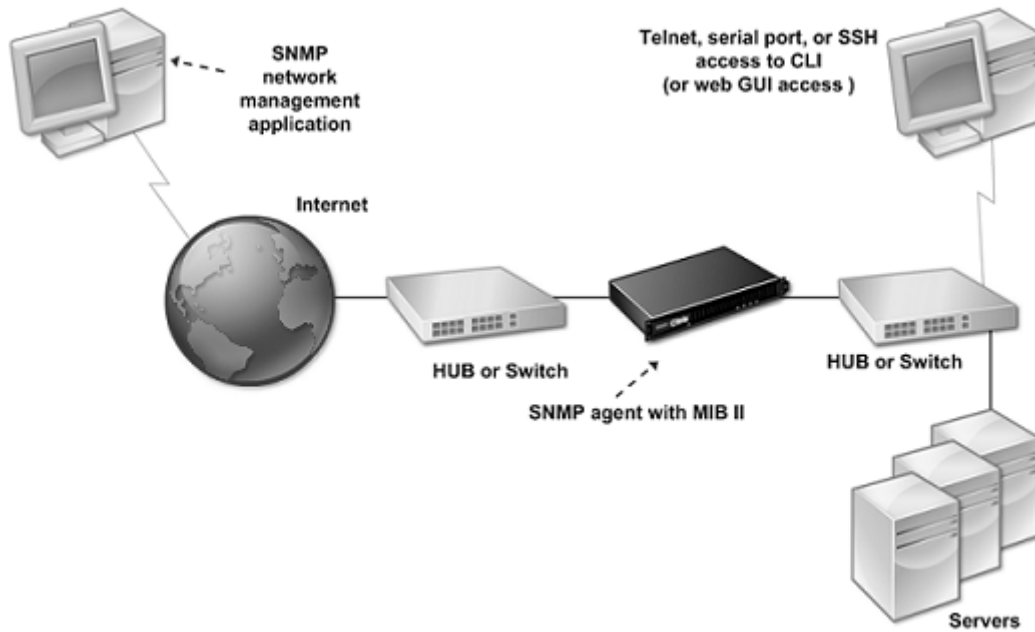 SNMP
network
management
application
Telnet, serial port, or SSH
access to CLI
(or web GUI access )
Internet
HUB or Switch
SNMP agent with MIB II
HUB or Switch
Servers